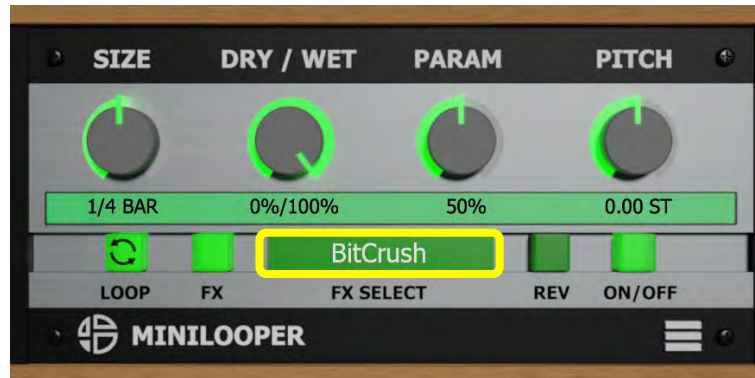 SIZE DRY / WET PARAM PITCH
1/4 BAR 0%/100% 50% 0.00 ST
BitCrush
LOOP FX FX SELECT REV ON/OFF
MINILOOPER